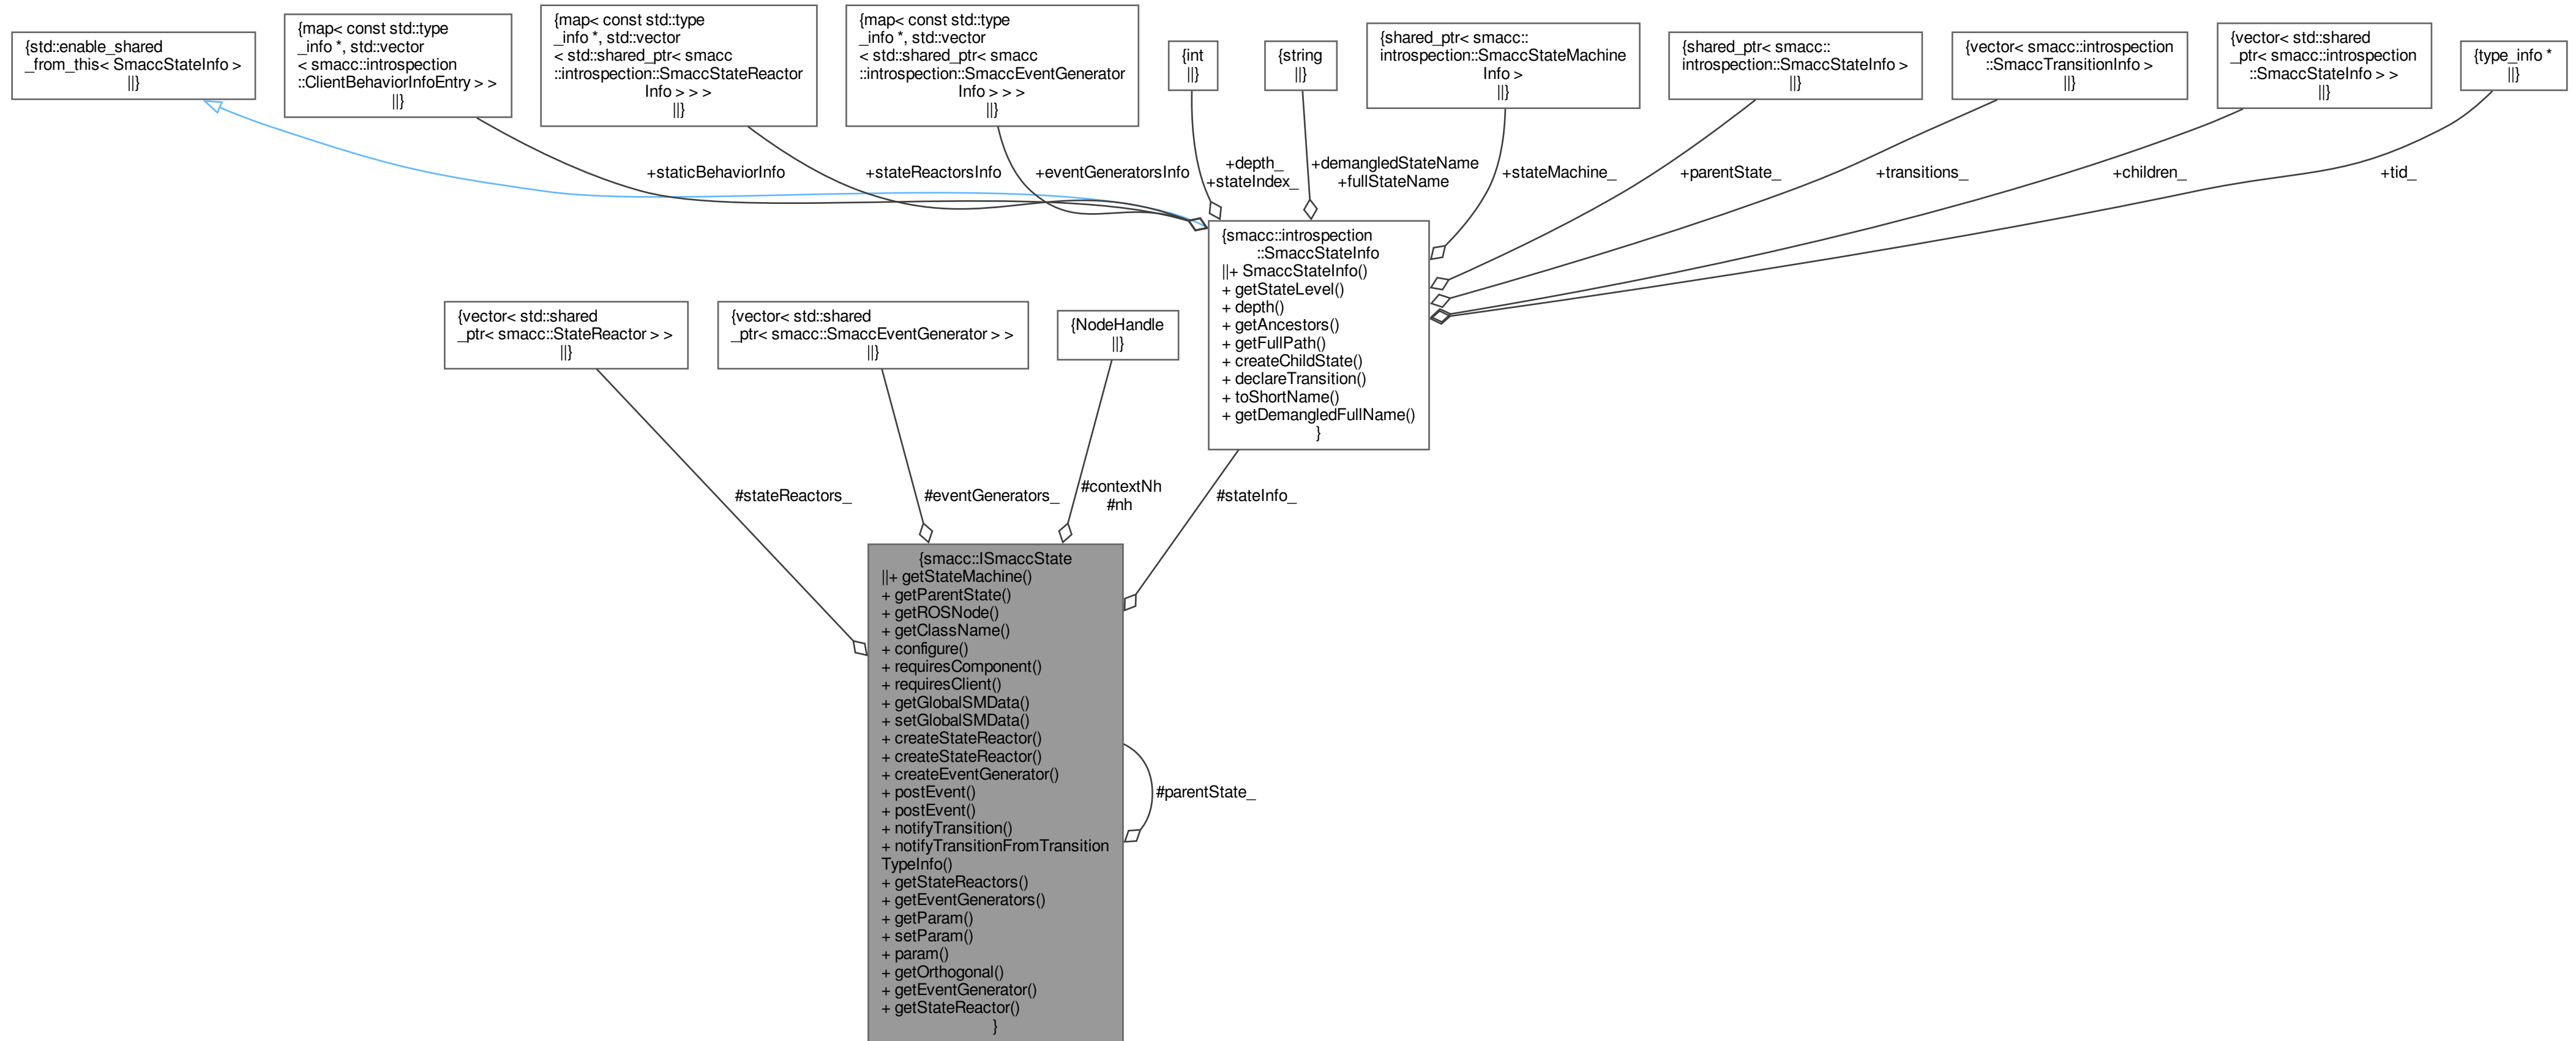 {std::enable_shared
_from_this< SmaccStateInfo >
||}
{map< const std::type
_info *, std::vector
< smacc::introspection
::ClientBehaviorInfoEntry > >
||}
{map< const std::type
_info *, std::vector
< std::shared_ptr< smacc
::introspection::SmaccStateReactor
Info > > >
||}
{map< const std::type
_info *, std::vector
< std::shared_ptr< smacc
::introspection::SmaccEventGenerator
Info > > >
||}
{int
||}
{string
||}
{shared_ptr< smacc::
introspection::SmaccStateMachine
Info >
||}
{shared_ptr< smacc::
introspection::SmaccStateInfo >
||}
{vector< smacc::introspection
::SmaccTransitionInfo >
||}
{vector< std::shared
_ptr< smacc::introspection
::SmaccStateInfo > >
||}
{type_info *
||}
+staticBehaviorInfo
+stateReactorsInfo
+eventGeneratorsInfo
+depth_
+stateIndex_
+demangledStateName
+fullStateName
+stateMachine_
+parentState_
+transitions_
+children_
+tid_
{smacc::introspection
::SmaccStateInfo
||+ SmaccStateInfo()
+ getStateLevel()
+ depth()
+ getAncestors()
+ getFullPath()
+ createChildState()
+ declareTransition()
+ toShortName()
+ getDemangledFullName()
}
{vector< std::shared
_ptr< smacc::StateReactor > >
||}
{vector< std::shared
_ptr< smacc::SmaccEventGenerator > >
||}
{NodeHandle
||}
#stateReactors_
#eventGenerators_
#contextNh
#nh
#stateInfo_
{smacc::ISmaccState
||+ getStateMachine()
+ getParentState()
+ getROSNode()
+ getClassName()
+ configure()
+ requiresComponent()
+ requiresClient()
+ getGlobalSMData()
+ setGlobalSMData()
+ createStateReactor()
+ createStateReactor()
+ createEventGenerator()
+ postEvent()
+ postEvent()
+ notifyTransition()
+ notifyTransitionFromTransition
TypeInfo()
+ getStateReactors()
+ getEventGenerators()
+ getParam()
+ setParam()
+ param()
+ getOrthogonal()
+ getEventGenerator()
+ getStateReactor()
}
#parentState_